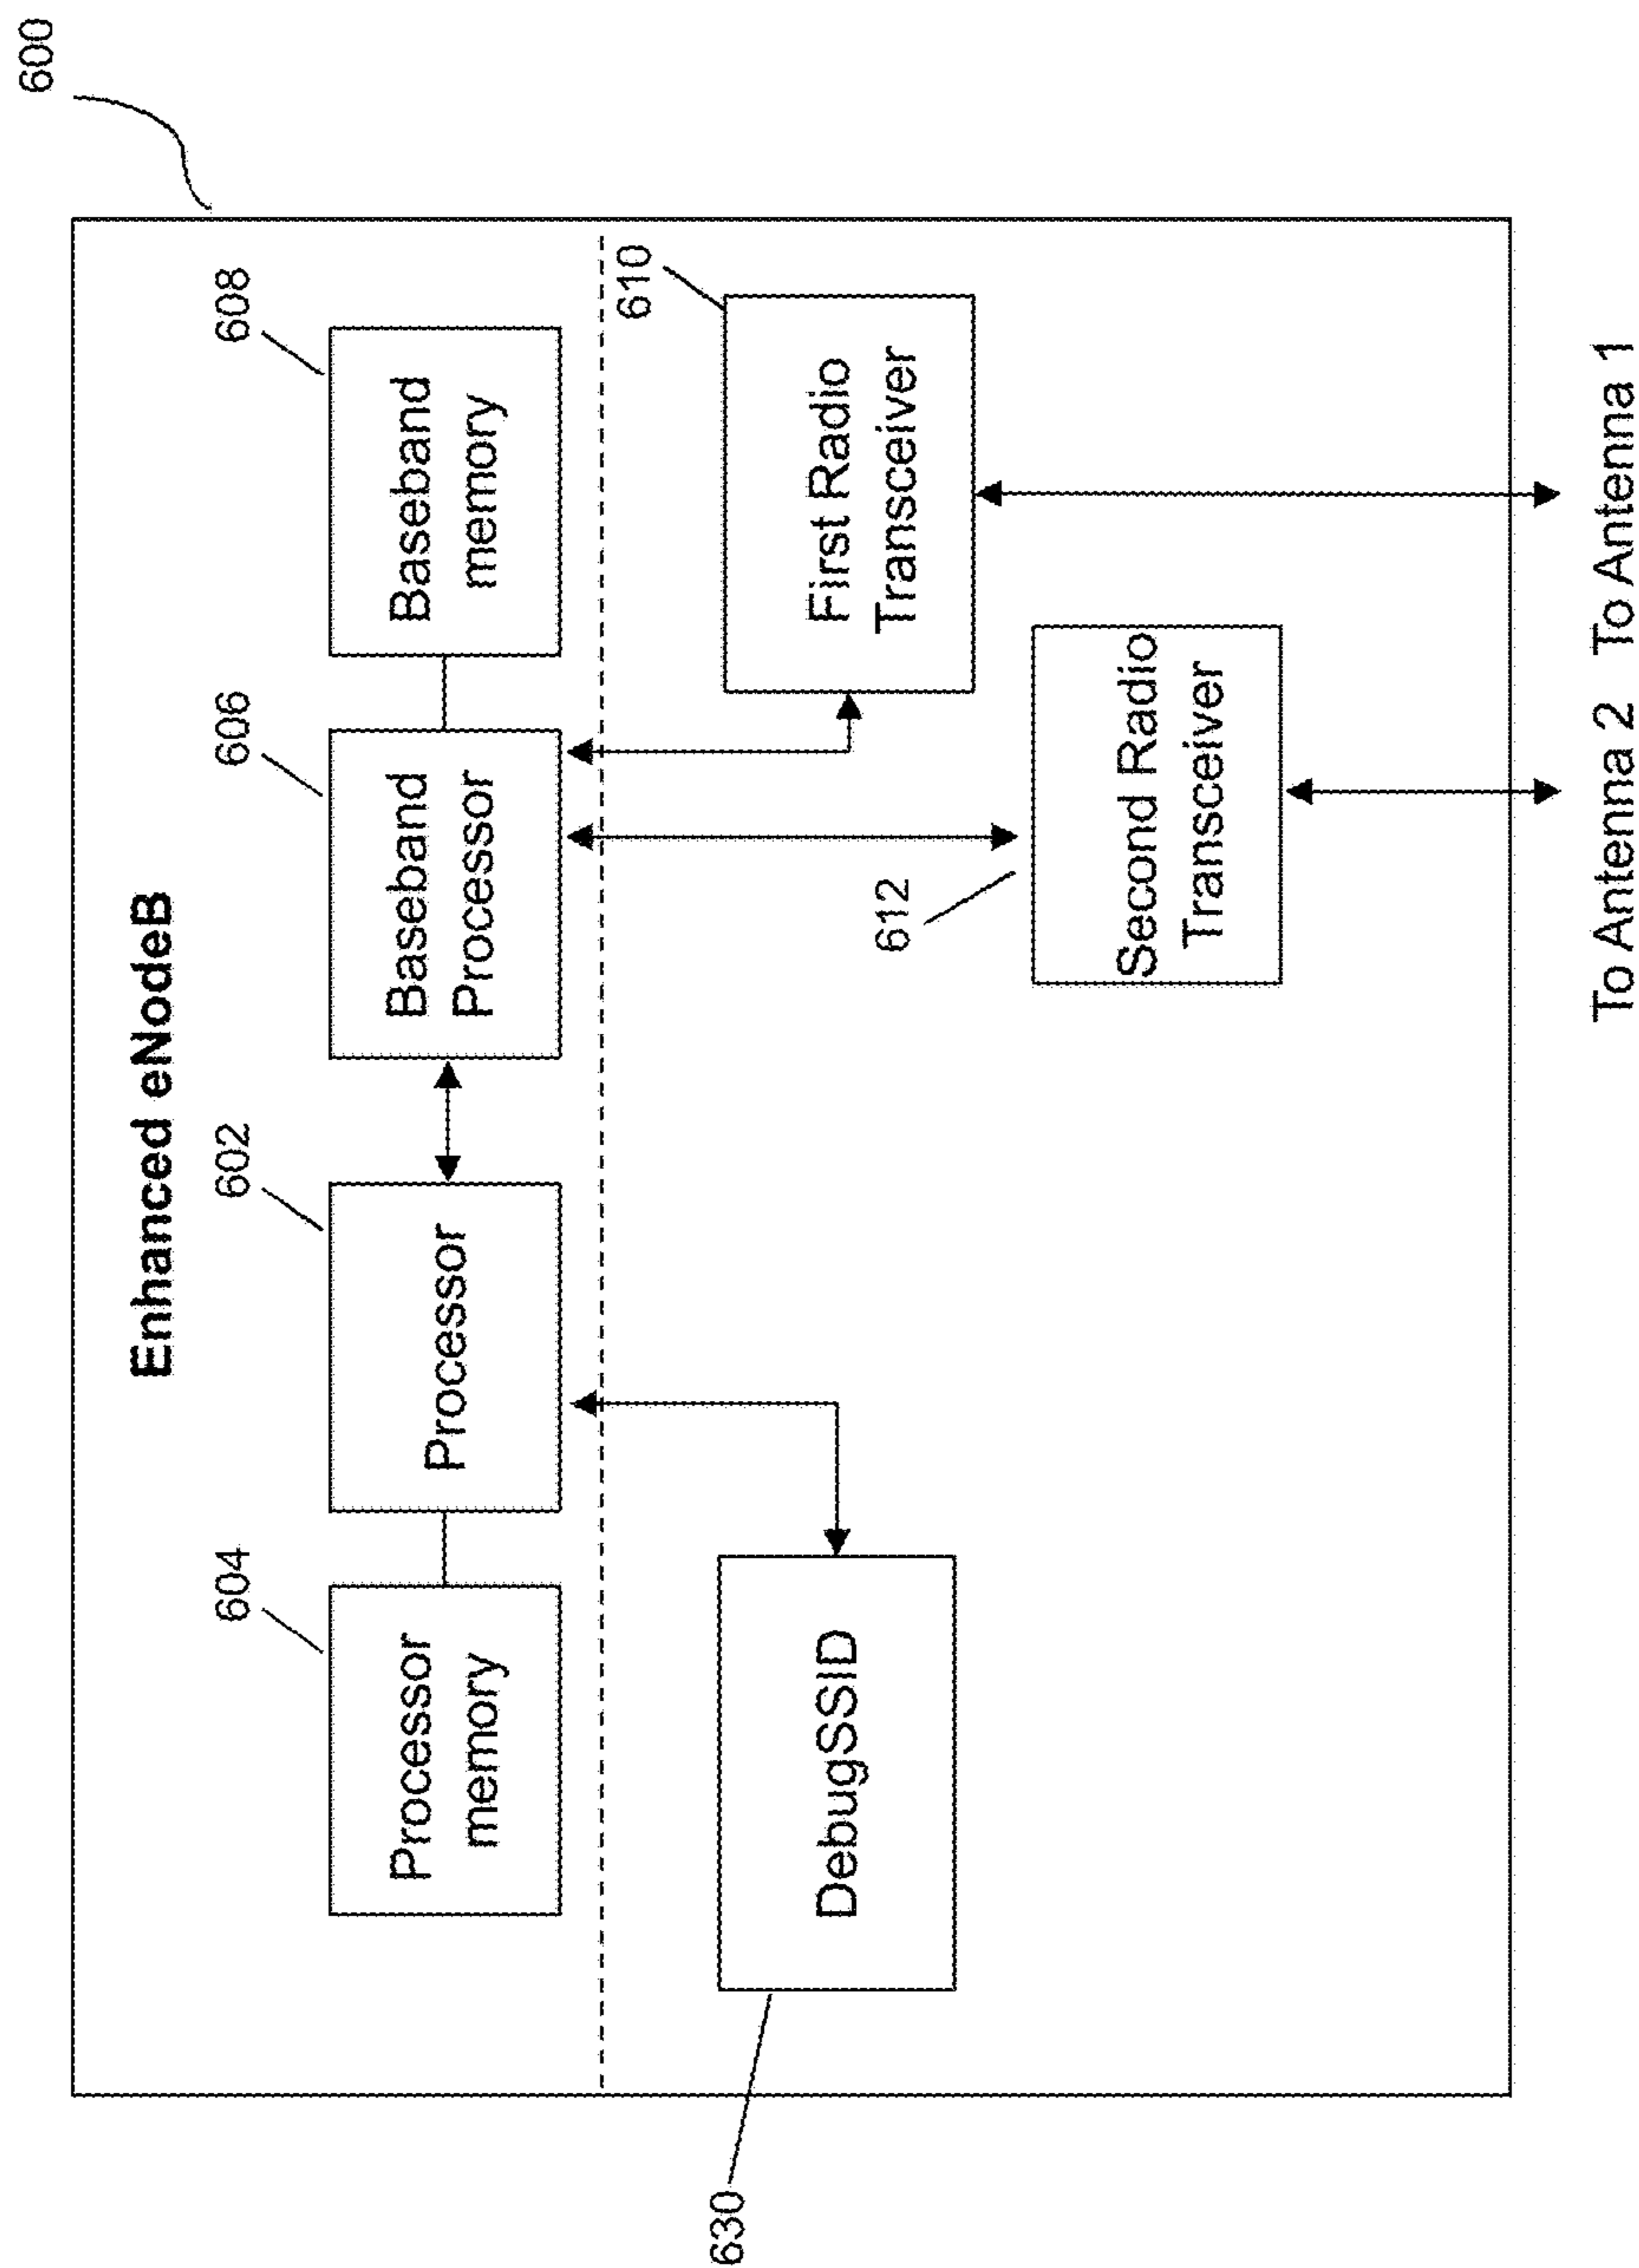 600
Enhanced eNodeB
604
602
606
608
Processor
memory
Processor
Baseband
Processor
Baseband
memory
610
630
DebugSSID
612
First Radio
Transceiver
Second Radio
Transceiver
To Antenna 2
To Antenna 1